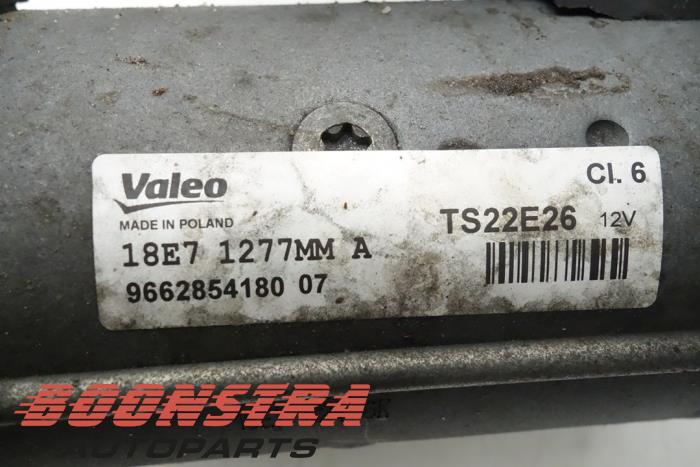 Valeo
Cl. 6
MADE IN POLAND
TS22E26 12V
18E7 1277MM A
9662854180 07
BOONSTRA
AUTOPARTS